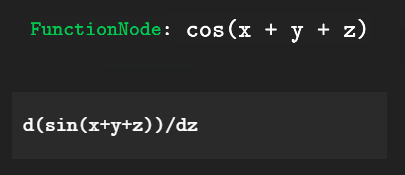 FunctionNode: cos(x + y + z)
d(sin(x+y+z))/dz